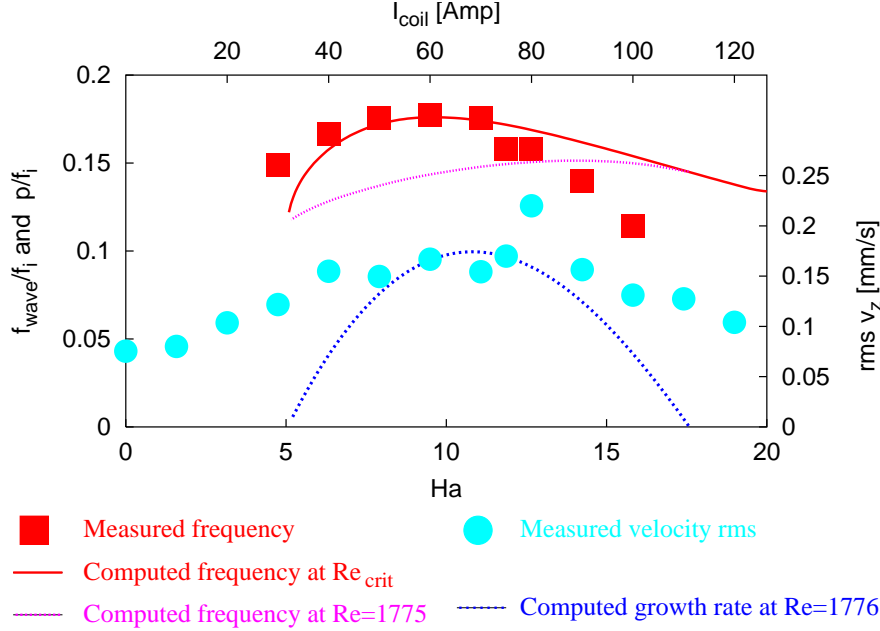 I_coil [Amp]
20 40 60 80 100 120
f_wave/f_i and p/f_i
0.2
0.15
0.1
0.05
0
0.25
0.2
0.15
0.1
0.05
0
rms v_z [mm/s]
0 5 10 15 20
Ha
Measured frequency
Measured velocity rms
Computed frequency at Re_crit
Computed frequency at Re=1775
Computed growth rate at Re=1776